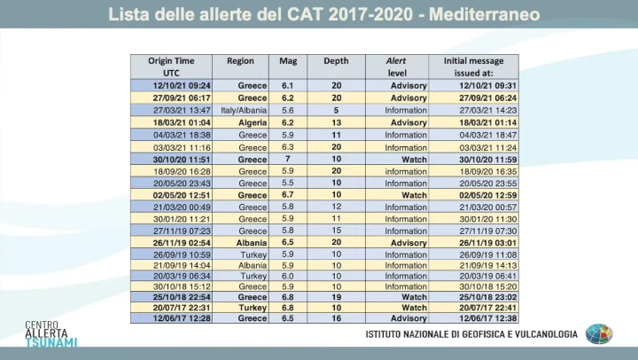 Lista delle allerte del CAT 2017-2020 - Mediterraneo
Origin Time UTC Region Mag Depth Alert level Initial message issued at:
12/10/21 09:24 Greece 6.1 20 Advisory 12/10/21 09:31
27/09/21 06:17 Greece 6.2 20 Advisory 27/09/21 06:24
27/03/21 13:47 Italy/Albania 5.6 5 Information 27/03/21 14:23
18/03/21 01:04 Algeria 6.2 13 Advisory 18/03/21 01:14
04/03/21 18:38 Greece 5.9 11 Information 04/03/21 18:47
03/03/21 11:16 Greece 6.3 20 Information 03/03/21 11:24
30/10/20 11:51 Greece 7 10 Watch 30/10/20 11:59
18/09/20 16:28 Greece 5.9 20 information 18/09/20 16:35
20/05/20 23:43 Greece 5.5 10 Information 20/05/20 23:55
02/05/20 12:51 Greece 6.7 10 Watch 02/05/20 12:59
21/03/20 00:49 Greece 5.8 12 Information 21/03/20 00:57
30/01/20 11:21 Greece 5.9 11 Information 30/01/20 11:30
27/11/19 07:23 Greece 5.8 15 Information 27/11/19 07:30
26/11/19 02:54 Albania 6.5 20 Advisory 26/11/19 03:01
26/09/19 10:59 Turkey 5.9 10 Information 26/09/19 11:08
21/09/19 14:04 Albania 5.9 10 Information 21/09/19 14:13
20/03/19 06:34 Turkey 6.0 10 Information 20/03/19 06:41
30/10/18 15:12 Greece 5.9 10 Information 30/10/18 15:20
25/10/18 22:54 Greece 6.8 19 Watch 25/10/18 23:02
20/07/17 22:31 Turkey 6.8 10 Watch 20/07/17 22:41
12/06/17 12:28 Greece 6.5 16 Advisory 12/06/17 12:38
CENTRO
ALLERTA
TSUNAMI
ISTITUTO NAZIONALE DI GEOFISICA E VULCANOLOGIA